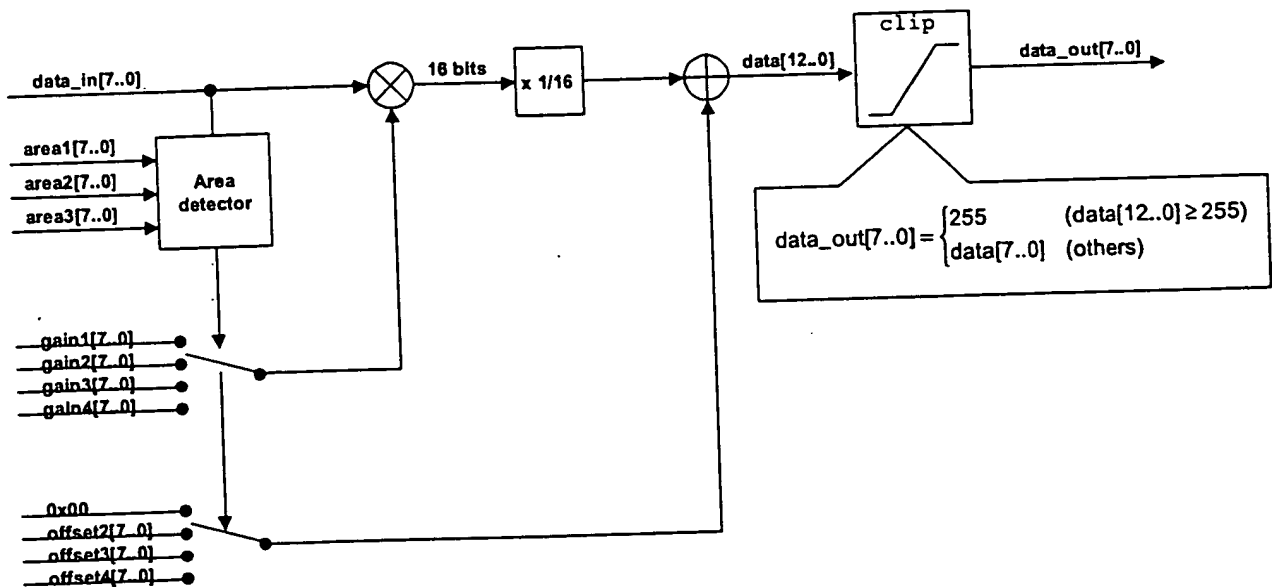 clip
data_in[7..0]
16 bits
x 1/16
data[12..0]
data_out[7..0]
area1[7..0]
area2[7..0]
area3[7..0]
Area
detector
data_out[7..0] = {255 (data[12..0] ≥ 255)
data[7..0] (others)
gain1[7..0]
gain2[7..0]
gain3[7..0]
gain4[7..0]
0x00
offset2[7..0]
offset3[7..0]
offset4[7..0]